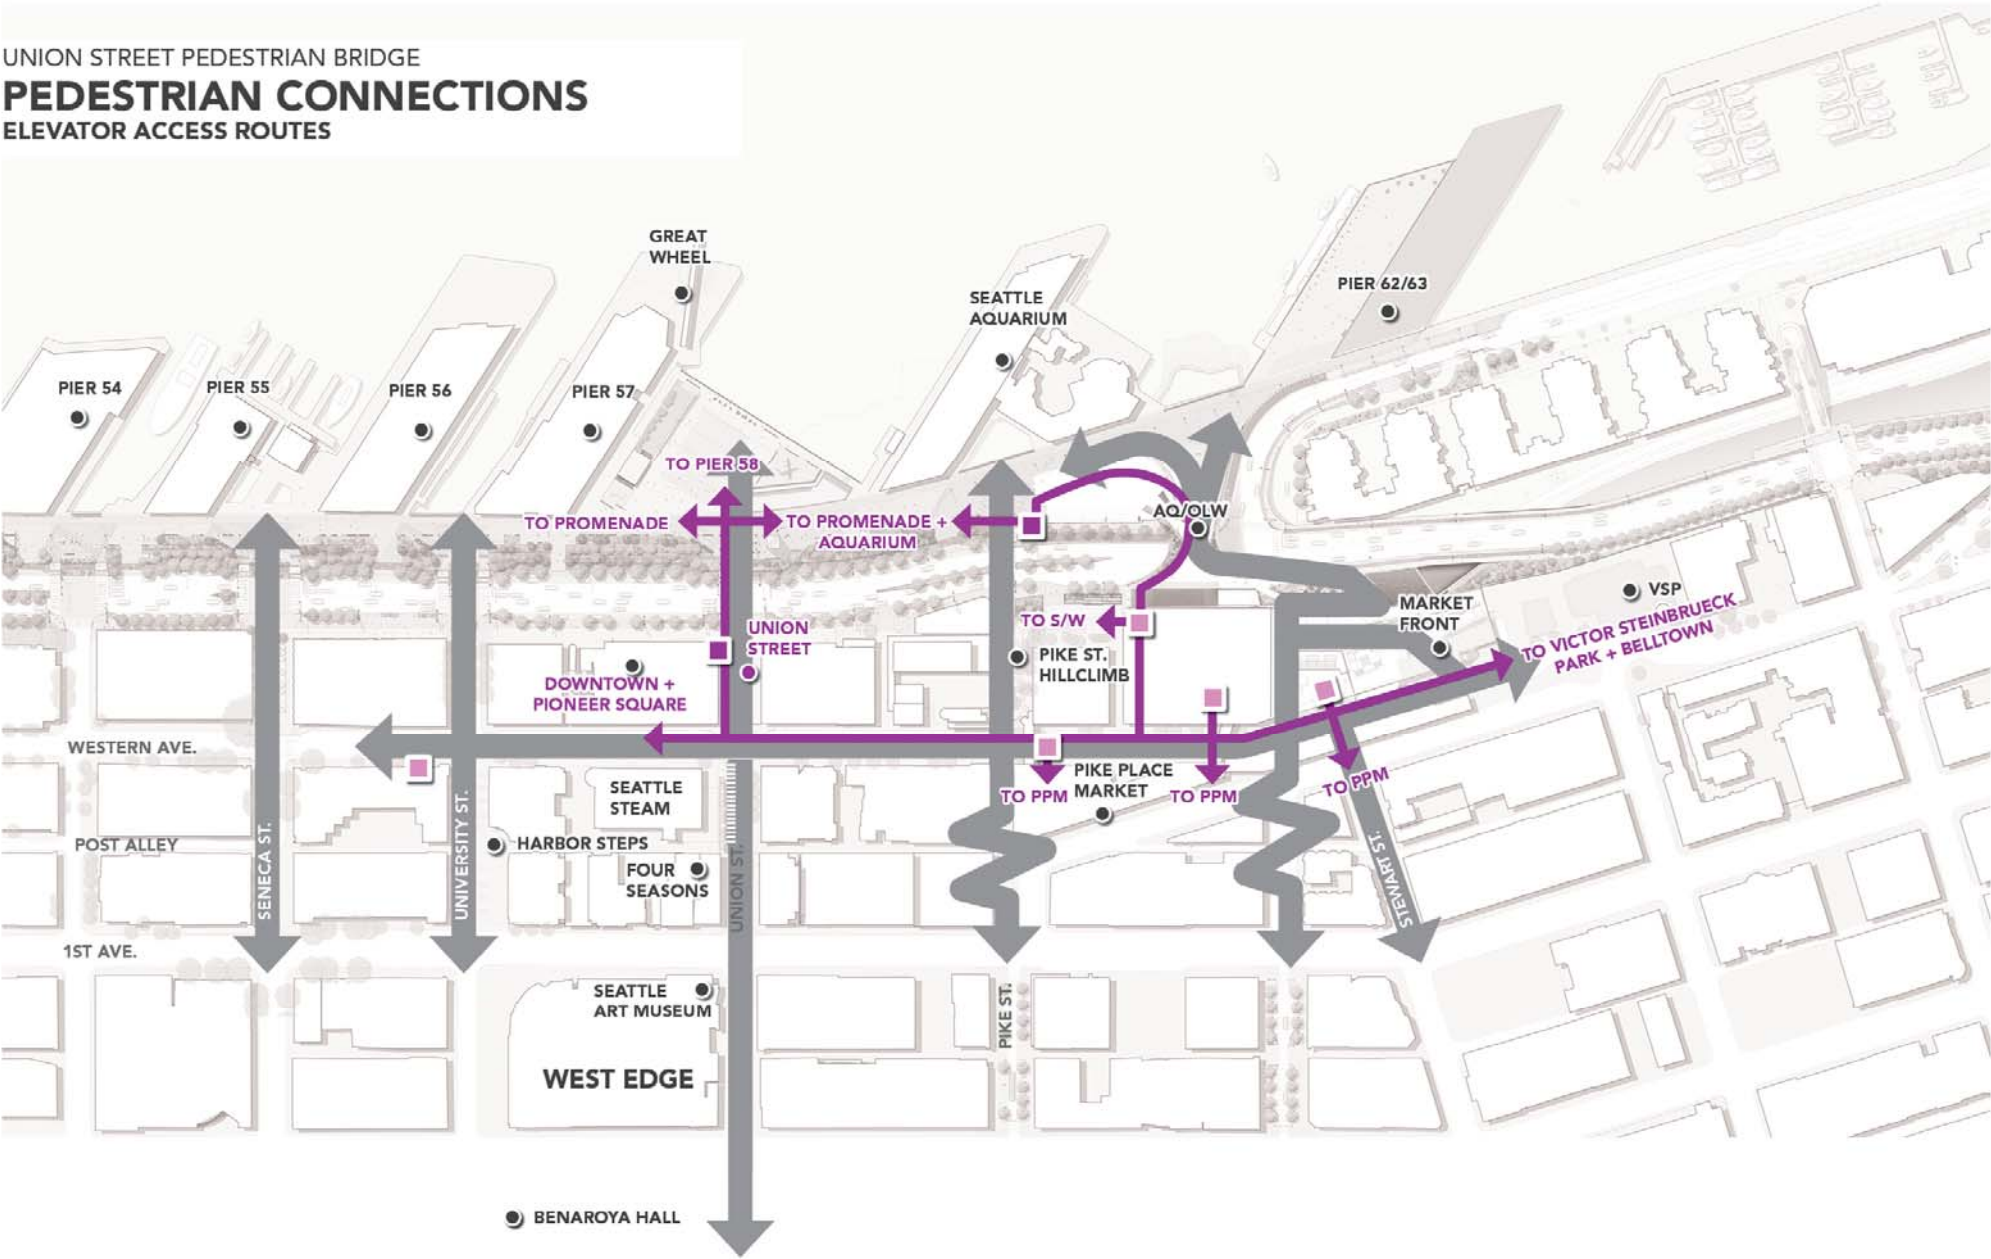 UNION STREET PEDESTRIAN BRIDGE
PEDESTRIAN CONNECTIONS
ELEVATOR ACCESS ROUTES
GREAT
WHEEL
SEATTLE
AQUARIUM
PIER 62/63
PIER 54
PIER 55
PIER 56
PIER 57
TO PIER 58
TO PROMENADE
TO PROMENADE +
AQUARIUM
AQ/OLW
VSP
MARKET
FRONT
TO S/W
UNION
STREET
PIKE ST.
HILLCLIMB
TO VICTOR STEINBRUECK
PARK + BELLTOWN
DOWNTOWN +
PIONEER SQUARE
WESTERN AVE.
SEATTLE
STEAM
PIKE PLACE
MARKET
TO PPM
TO PPM
TO PPM
POST ALLEY
HARBOR STEPS
FOUR
SEASONS
SENECA ST.
UNIVERSITY ST.
UNION ST.
STEWART ST.
1ST AVE.
SEATTLE
ART MUSEUM
PIKE ST.
WEST EDGE
BENAROYA HALL